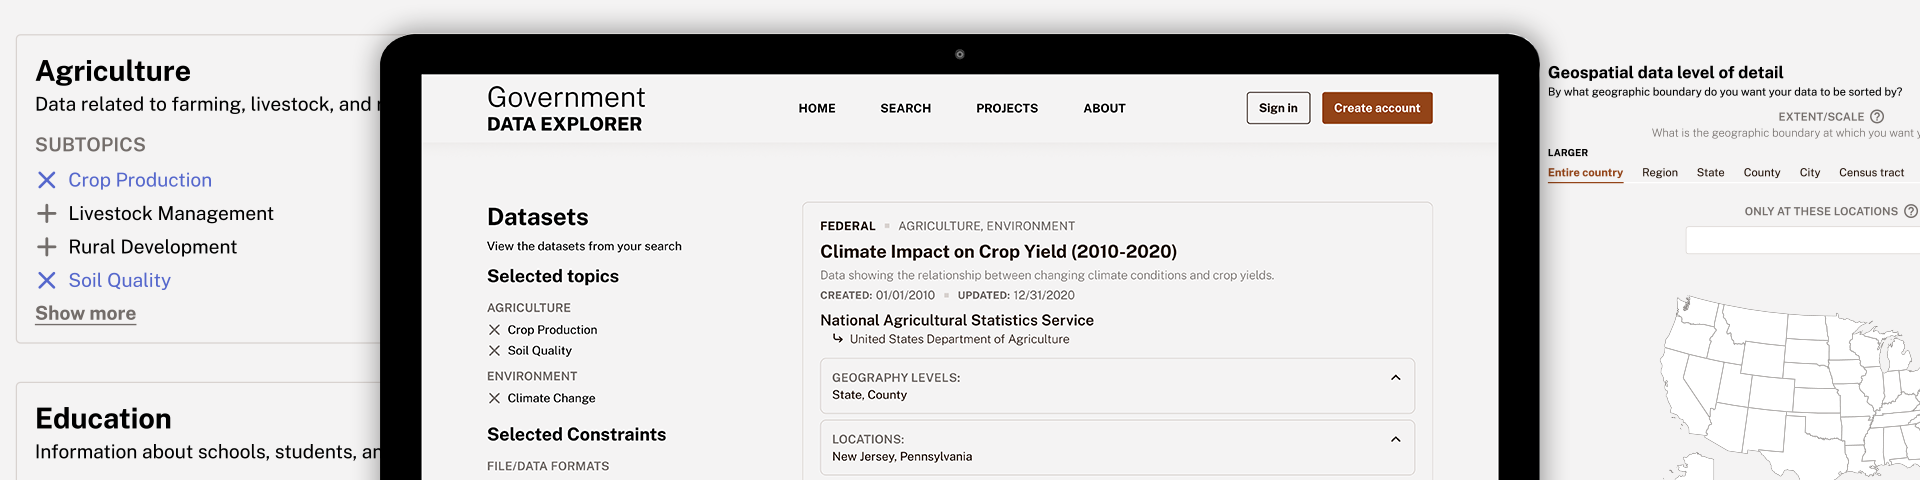 Agriculture
Data related to farming, livestock, and
SUBTOPICS
Crop Production
Livestock Management
Rural Development
Soil Quality
Show more
Education
Information about schools, students,
Government
DATA EXPLORER
HOME SEARCH PROJECTS ABOUT
Sign in Create account
Datasets
View the datasets from your search
Selected topics
AGRICULTURE
Crop Production
Soil Quality
ENVIRONMENT
Climate Change
Selected Constraints
FILE/DATA FORMATS
FEDERAL AGRICULTURE, ENVIRONMENT
Climate Impact on Crop Yield (2010-2020)
Data showing the relationship between changing climate conditions and crop yields.
CREATED: 01/01/2010 UPDATED: 12/31/2020
National Agricultural Statistics Service
United States Department of Agriculture
GEOGRAPHY LEVELS:
State, County
LOCATIONS:
New Jersey, Pennsylvania
Geospatial data level of detail
By what geographic boundary do you want your data to be sorted by?
EXTENT/SCALE ?
What is the geographic boundary at which you want
LARGER
Entire country Region State County City Census tract
ONLY AT THESE LOCATIONS ?